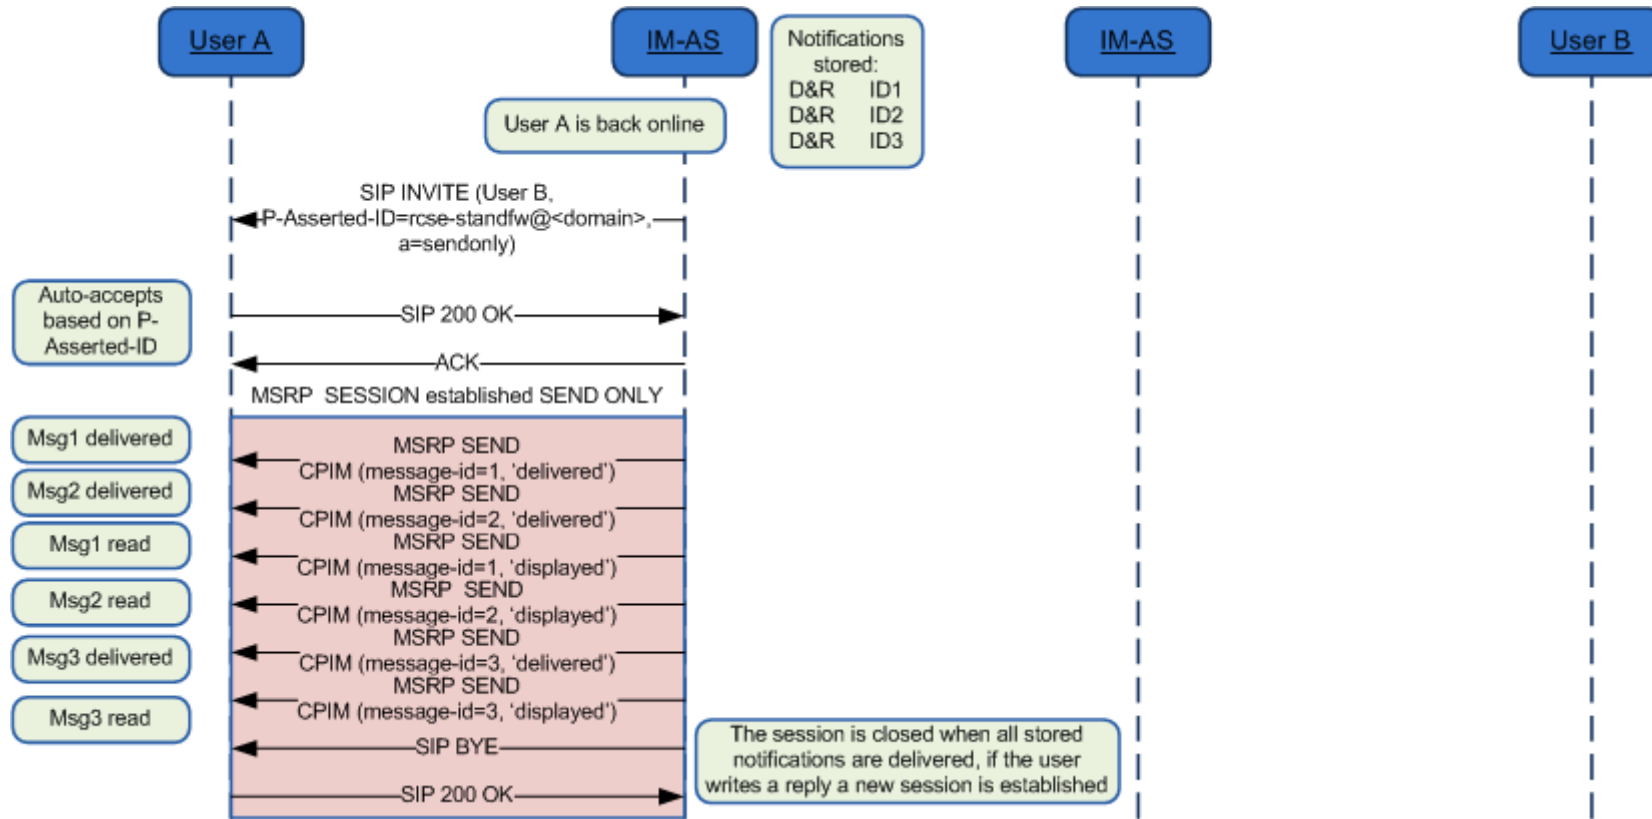 User A
IM-AS
Notifications
stored:
D&R ID1
D&R ID2
D&R ID3
IM-AS
User B
User A is back online
SIP INVITE (User B,
P-Asserted-ID=rcse-standfw@<domain>,
a=sendonly)
Auto-accepts
based on P-
Asserted-ID
SIP 200 OK
ACK
MSRP SESSION established SEND ONLY
Msg1 delivered
MSRP SEND
CPIM (message-id=1, ‘delivered’)
Msg2 delivered
MSRP SEND
CPIM (message-id=2, ‘delivered’)
Msg1 read
MSRP SEND
CPIM (message-id=1, ‘displayed’)
Msg2 read
MSRP SEND
CPIM (message-id=2, ‘displayed’)
Msg3 delivered
MSRP SEND
CPIM (message-id=3, ‘delivered’)
Msg3 read
MSRP SEND
CPIM (message-id=3, ‘displayed’)
SIP BYE
The session is closed when all stored
notifications are delivered, if the user
writes a reply a new session is established
SIP 200 OK